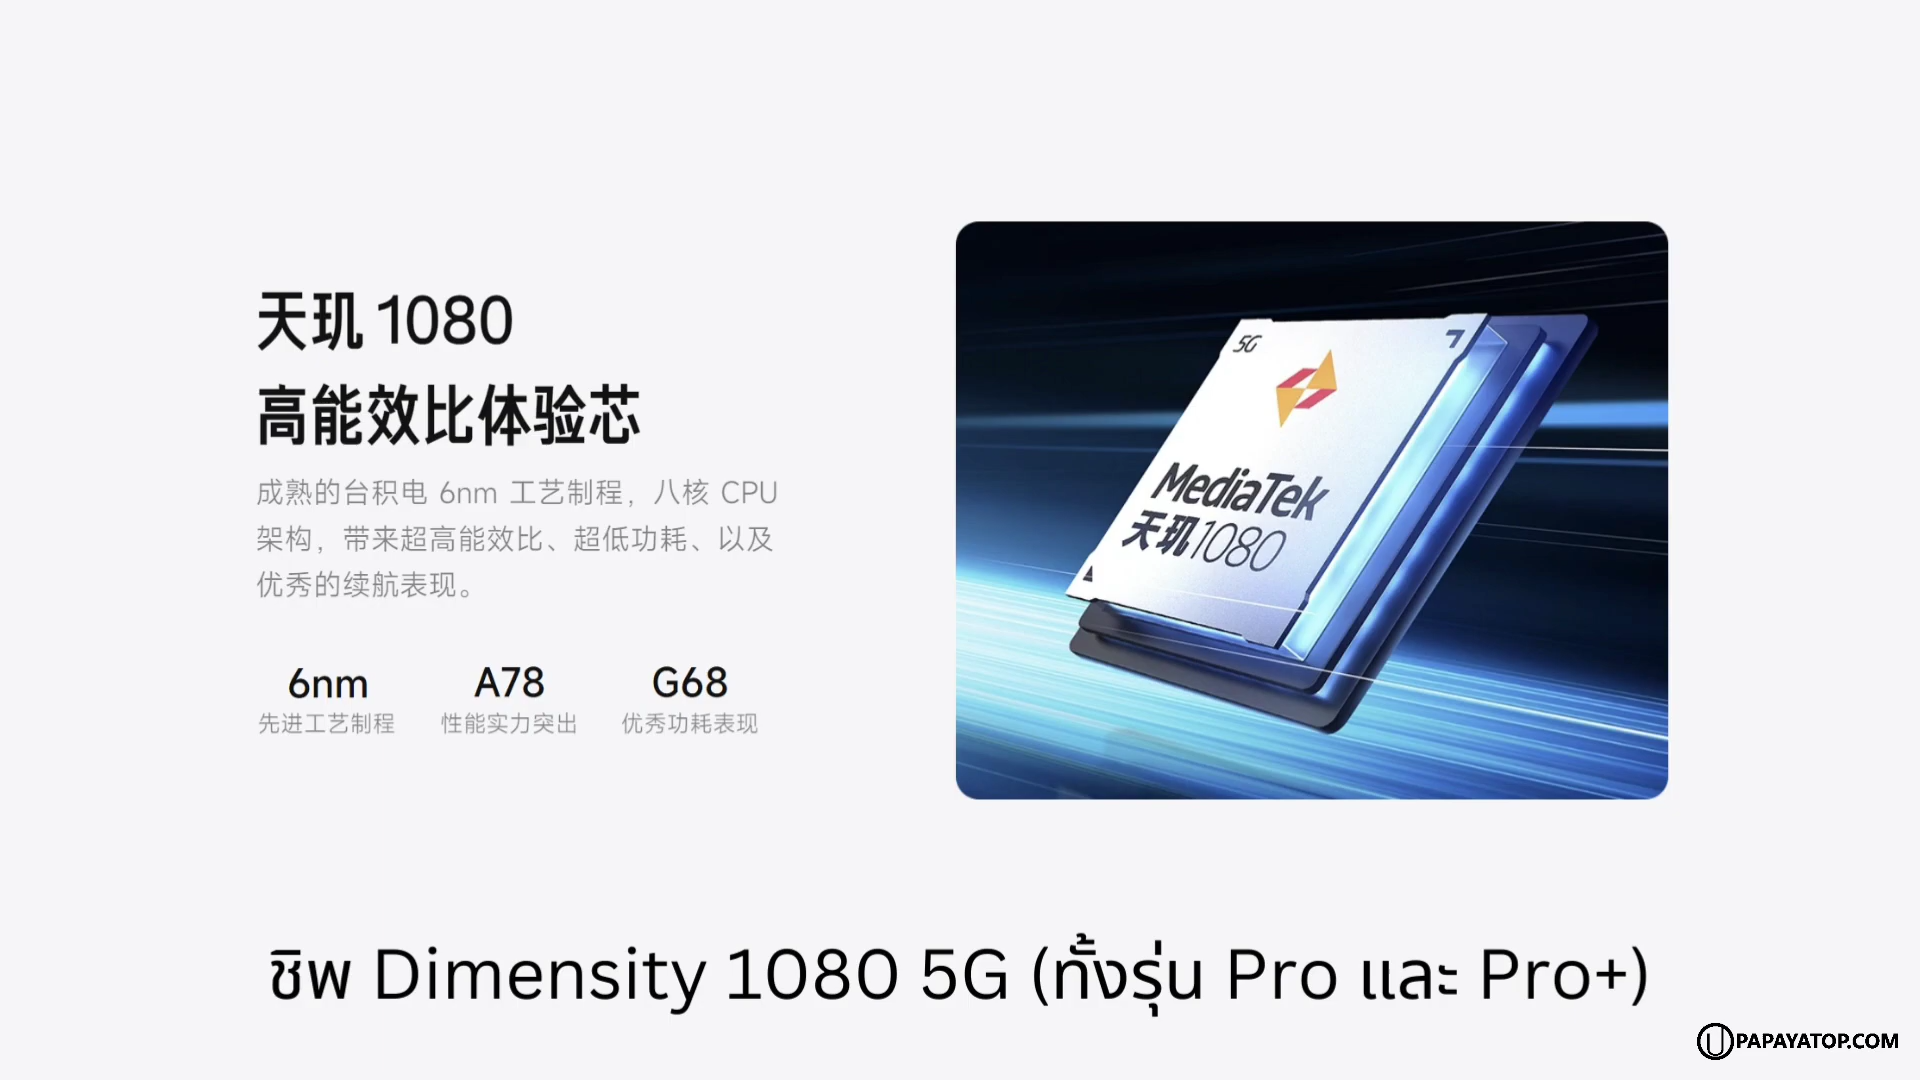 天玑 1080
高能效比体验芯
成熟的台积电 6nm 工艺制程，八核 CPU
架构，带来超高能效比、超低功耗、以及
优秀的续航表现。
6nm
先进工艺制程
A78
性能实力突出
G68
优秀功耗表现
5G
MediaTek
天玑1080
ชิพ Dimensity 1080 5G (ทั้งรุ่น Pro และ Pro+)
PAPAYATOP.COM